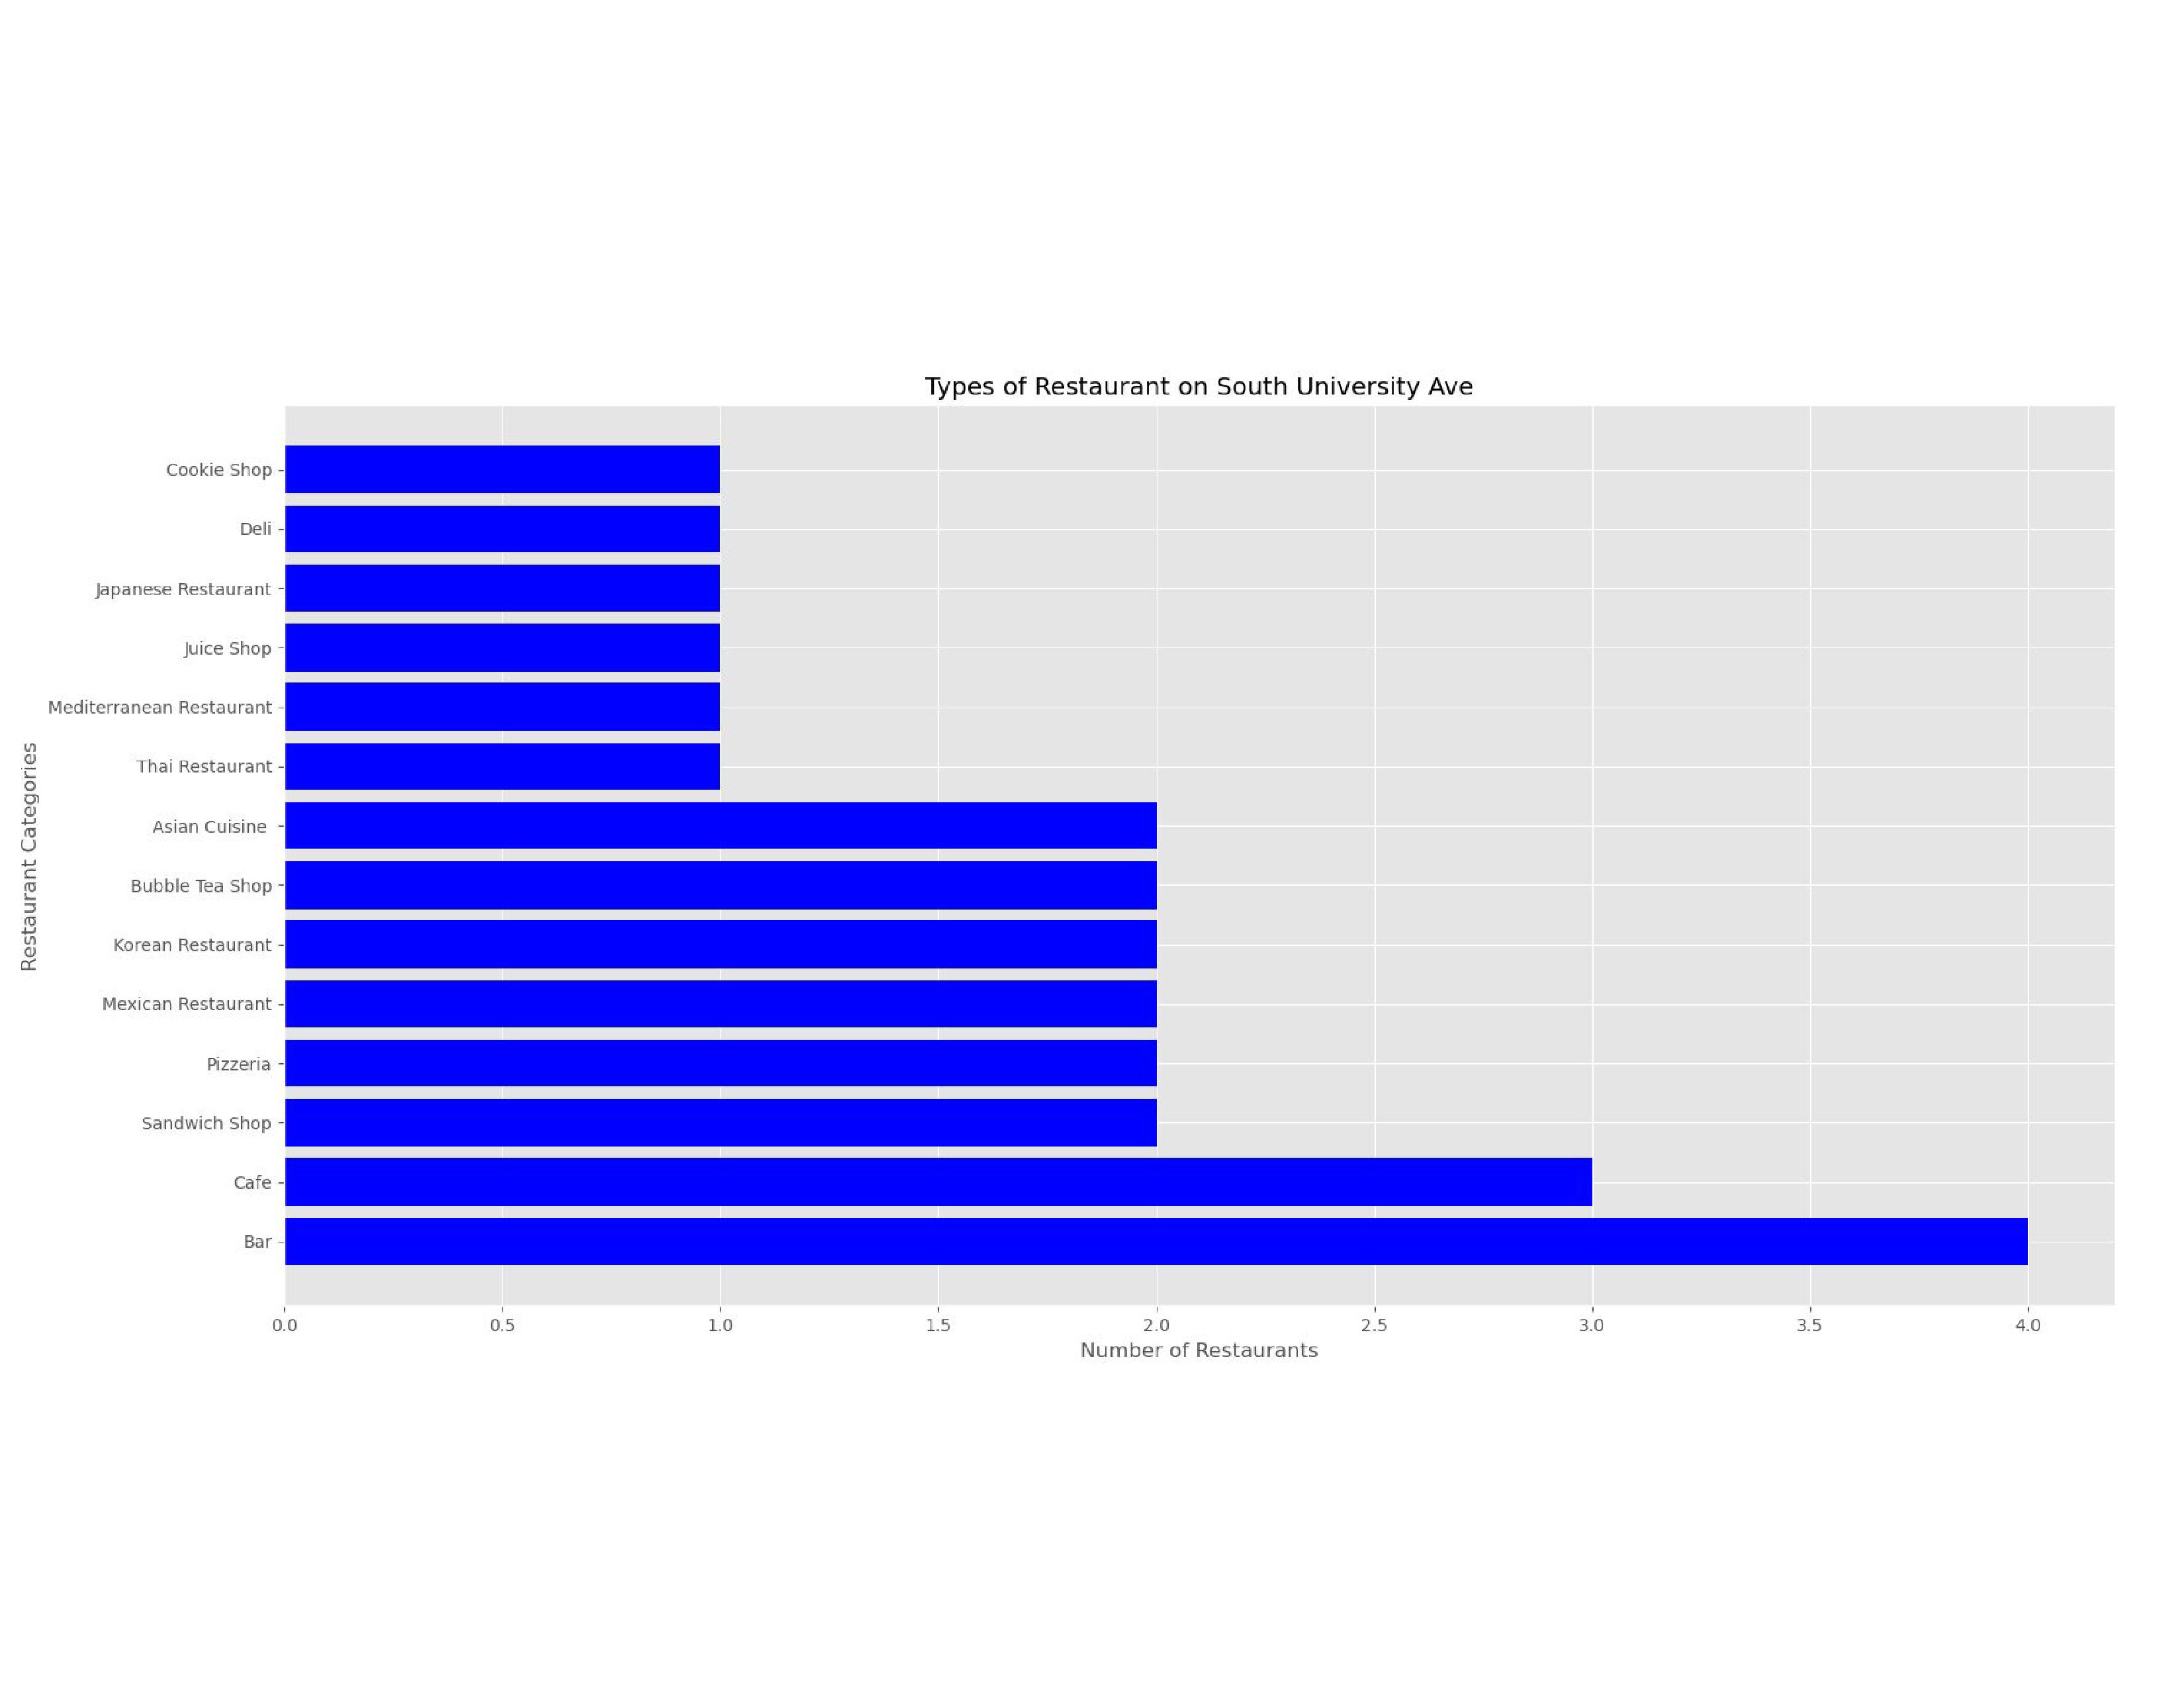 Types of Restaurant on South University Ave
Restaurant Categories
Cookie Shop
Deli
Japanese Restaurant
Juice Shop
Mediterranean Restaurant
Thai Restaurant
Asian Cuisine
Bubble Tea Shop
Korean Restaurant
Mexican Restaurant
Pizzeria
Sandwich Shop
Cafe
Bar
0.0 0.5 1.0 1.5 2.0 2.5 3.0 3.5 4.0
Number of Restaurants